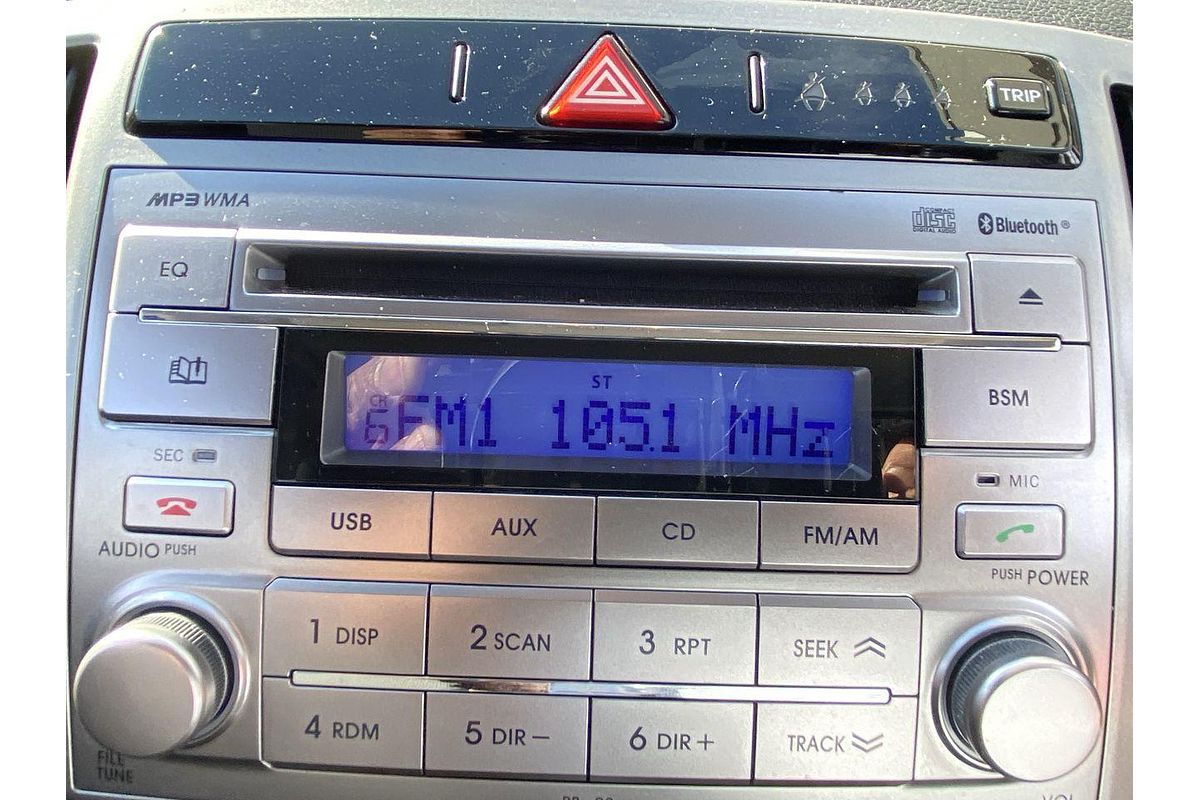 TRIP
MP3 WMA
COMPACT
disc
DIGITAL AUDIO
Bluetooth®
EQ
BSM
ST
CH
6 FM1 105.1 MHz
SEC
MIC
USB
AUX
CD
FM/AM
AUDIO PUSH
PUSH POWER
1 DISP
2 SCAN
3 RPT
SEEK
4 RDM
5 DIR−
6 DIR+
TRACK
FILE
TUNE
VOL